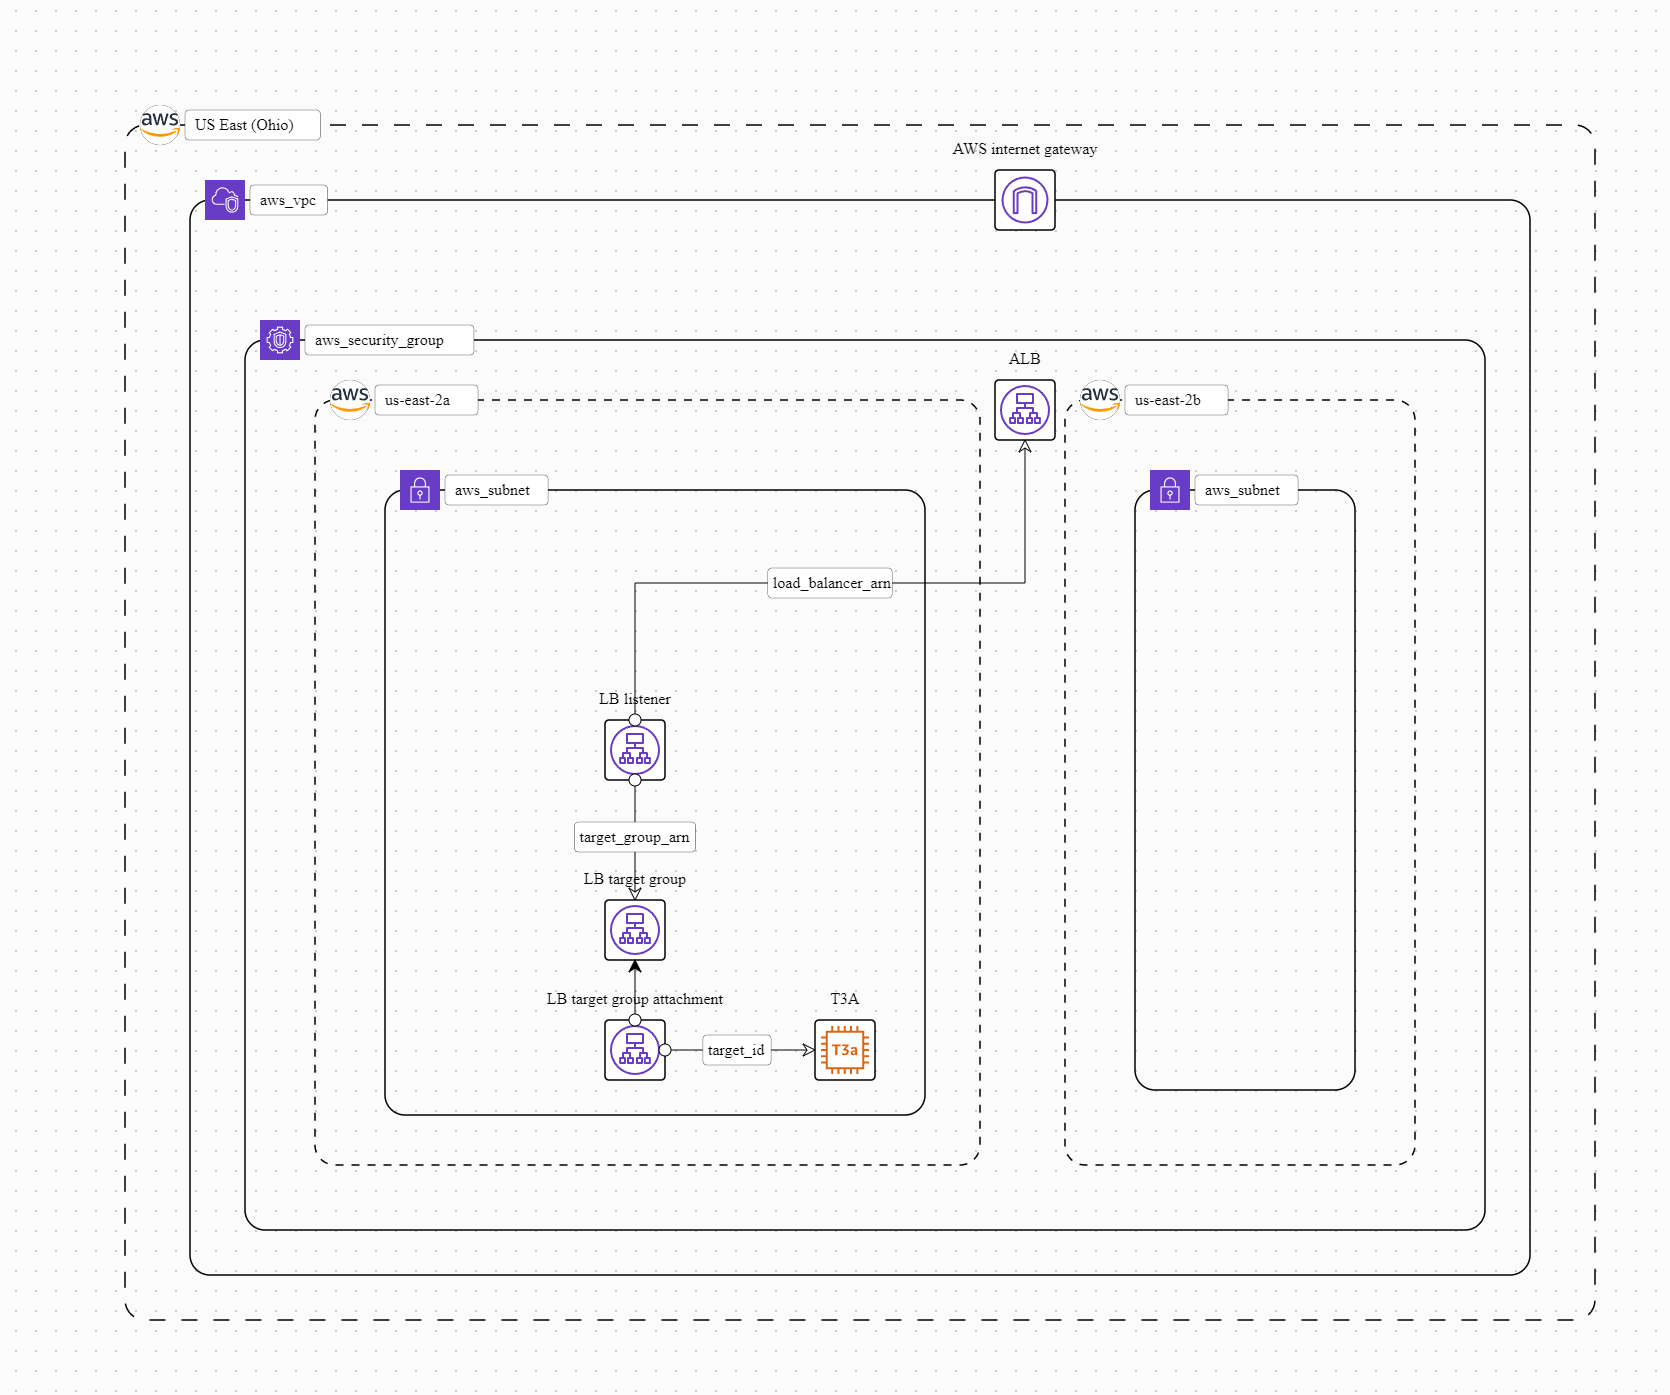 aws
US East (Ohio)
AWS internet gateway
aws_vpc
aws_security_group
ALB
aws
us-east-2a
aws
us-east-2b
aws_subnet
aws_subnet
load_balancer_arn
LB listener
target_group_arn
LB target group
LB target group attachment
T3A
target_id
T3a